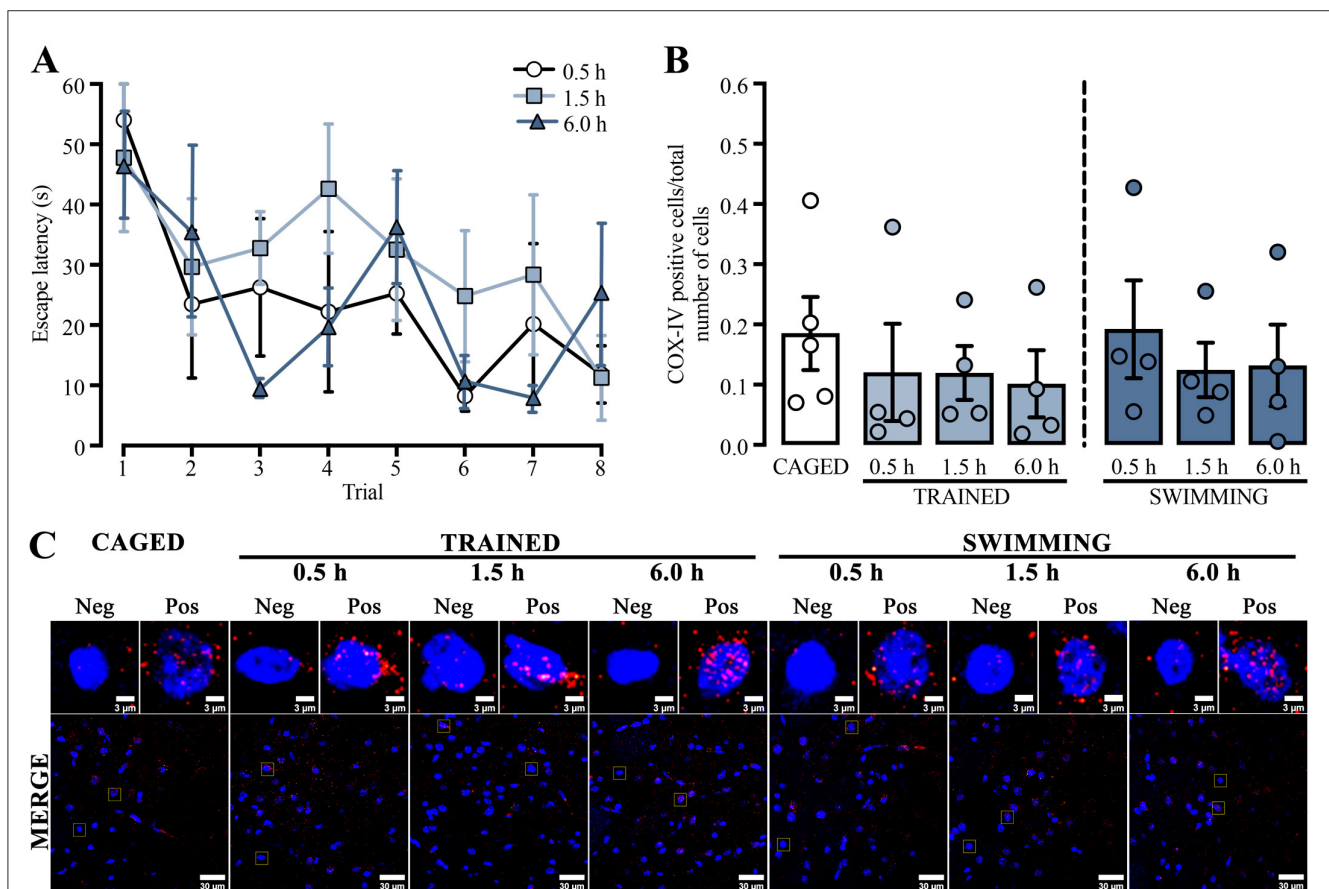 A
Escape latency (s)
60
50
40
30
20
10
0
1 2 3 4 5 6 7 8
Trial
0.5 h
1.5 h
6.0 h
B
COX-IV positive cells/total
number of cells
0.6
0.5
0.4
0.3
0.2
0.1
0.0
CAGED 0.5 h 1.5 h 6.0 h 0.5 h 1.5 h 6.0 h
TRAINED SWIMMING
C
CAGED TRAINED SWIMMING
0.5 h 1.5 h 6.0 h 0.5 h 1.5 h 6.0 h
Neg Pos Neg Pos Neg Pos Neg Pos Neg Pos Neg Pos Neg Pos
3 µm 3 µm 3 µm 3 µm 3 µm 3 µm 3 µm 3 µm 3 µm 3 µm 3 µm 3 µm 3 µm 3 µm
MERGE
30 µm 30 µm 30 µm 30 µm 30 µm 30 µm 30 µm